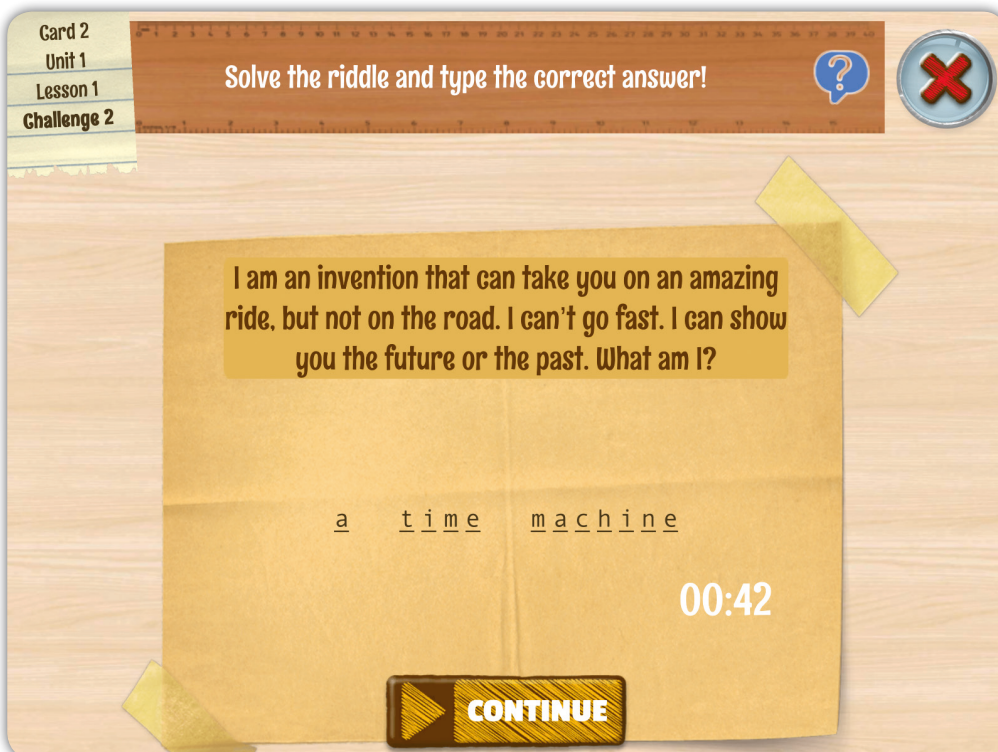 Card 2
Unit 1
Lesson 1
Challenge 2
Solve the riddle and type the correct answer!
?
I am an invention that can take you on an amazing
ride, but not on the road. I can't go fast. I can show
you the future or the past. What am I?
a time machine
00:42
CONTINUE